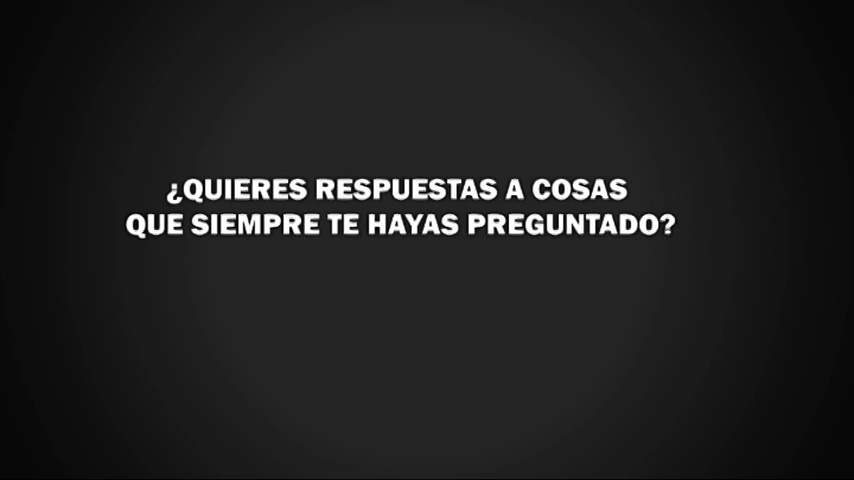 ¿QUIERES RESPUESTAS A COSAS
QUE SIEMPRE TE HAYAS PREGUNTADO?